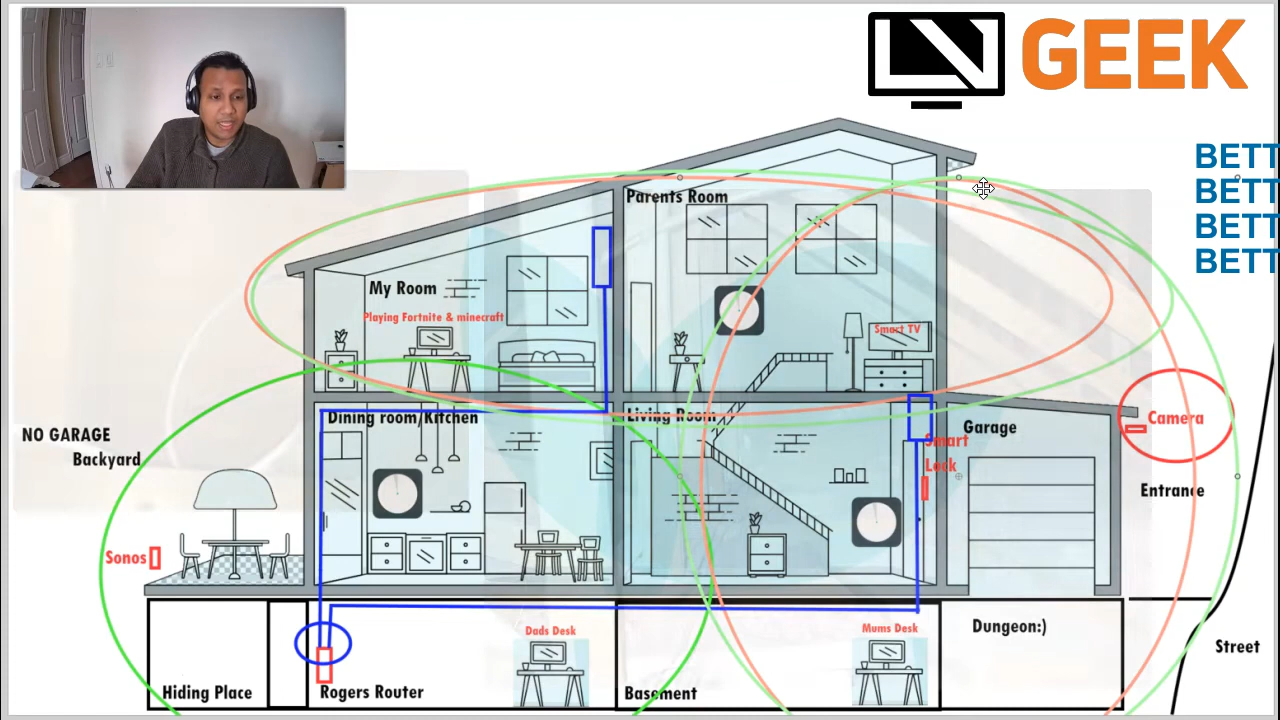 LN GEEK
BETT
BETT
BETT
BETT
Parents Room
My Room
Playing Fortnite & minecraft
Smart TV
Dining room/Kitchen
Living Room
Garage
Camera
Smart
Lock
NO GARAGE
Backyard
Entrance
Sonos
Dads Desk
Mums Desk
Dungeon:)
Street
Hiding Place
Rogers Router
Basement